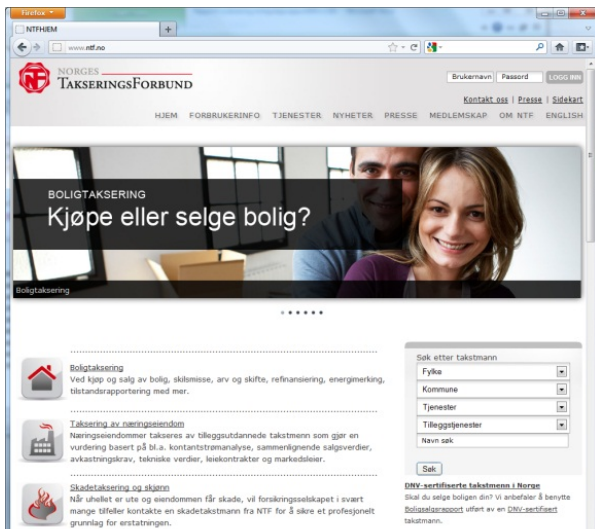 Firefox
NTFHJEM
www.ntf.no
NORGES
TAKSERINGSFORBUND
Brukernavn Passord LOGG INN
Kontakt oss | Presse | Sidekart
HJEM FORBRUKERINFO TJENESTER NYHETER PRESSE MEDLEMSKAP OM NTF ENGLISH
BOLIGTAKSERING
Kjøpe eller selge bolig?
Boligtaksering
Boligtaksering
Ved kjøp og salg av bolig, skilsmisse, arv og skifte, refinansiering, energimerking,
tilstandsrapportering med mer.
Taksering av næringseiendom
Næringseiendommer takseres av tilleggsutdannede takstmenn som gjør en
vurdering basert på bl.a. kontantstrømanalyse, sammenlignende salgsverdier,
avkastningskrav, tekniske verdier, leiekontrakter og markedsleier.
Skadetaksering og skjønn
Når uhellet er ute og eiendommen får skade, vil forsikringsselskapet i svært
mange tilfeller kontakte en skadetakstmann fra NTF for å sikre et profesjonelt
grunnlag for erstatningen.
Søk etter takstmann
Fylke
Kommune
Tjenester
Tilleggstjenester
Navn søk
Søk
DNV-sertifiserte takstmenn i Norge
Skal du selge boligen din? Vi anbefaler å benytte
Boligsalgsrapport utført av en DNV-sertifisert
takstmann.